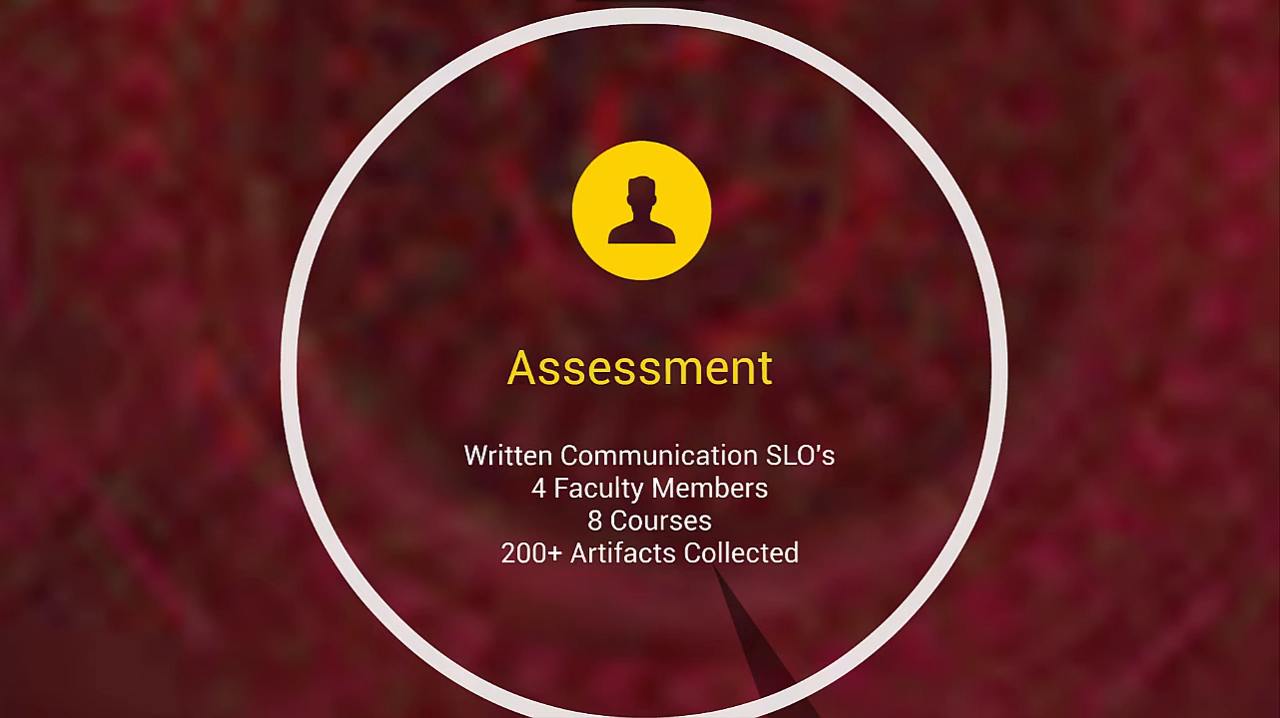 Assessment
Written Communication SLO's
4 Faculty Members
8 Courses
200+ Artifacts Collected